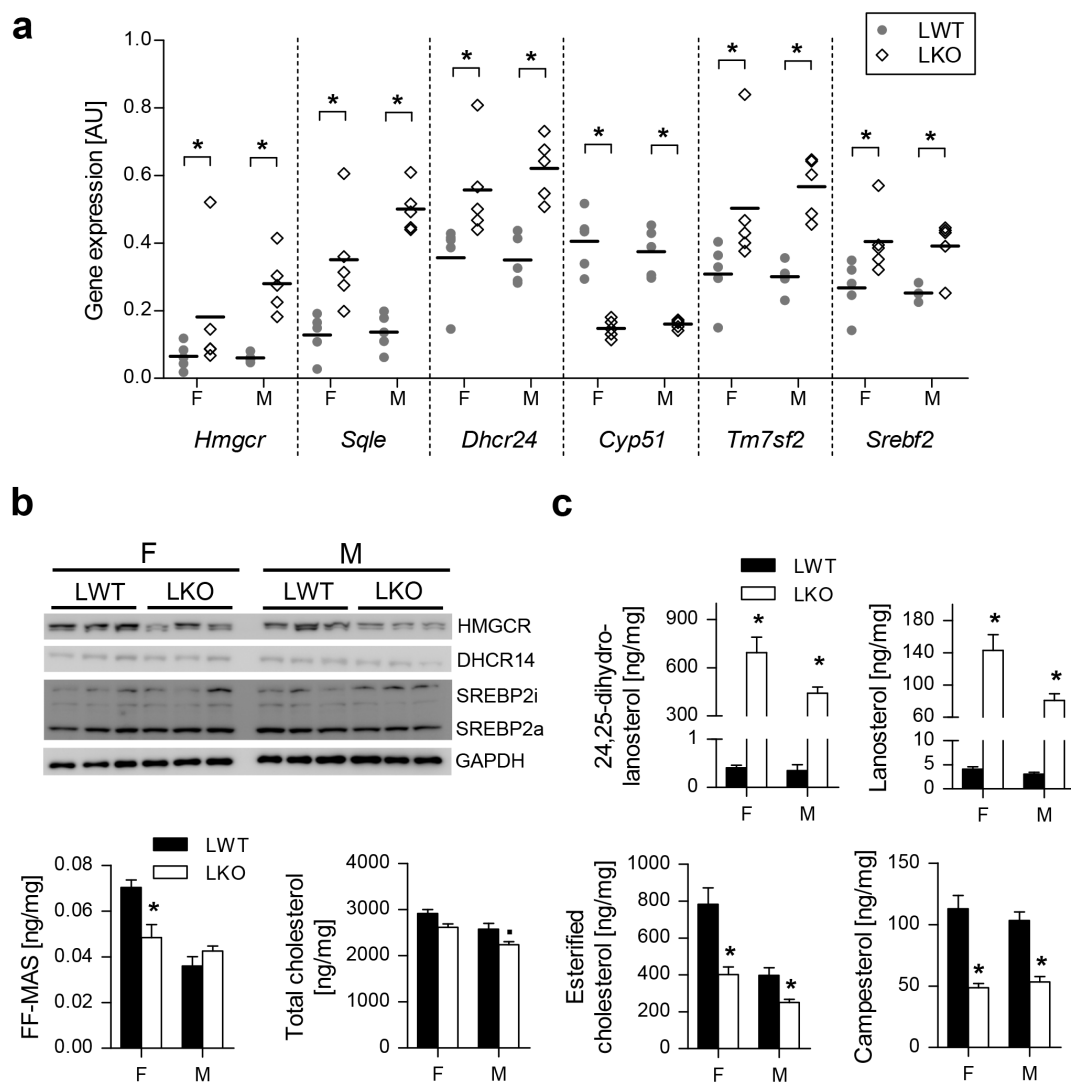 a
LWT
LKO
Gene expression [AU]
1.0
0.8
0.6
0.4
0.2
0.0
* * * * * * * * * * * *
F M F M F M F M F M F M
Hmgcr Sqle Dhcr24 Cyp51 Tm7sf2 Srebf2
b
F M
LWT LKO LWT LKO
HMGCR
DHCR14
SREBP2i
SREBP2a
GAPDH
c
LWT
LKO
24,25-dihydro-
lanosterol [ng/mg]
900
600
300
1
0
* *
F M
Lanosterol [ng/mg]
180
140
100
60
10
5
0
* *
F M
LWT
LKO
FF-MAS [ng/mg]
0.08
0.06
0.04
0.02
0.00
*
F M
Total cholesterol
[ng/mg]
4000
3000
2000
1000
0
F M
Esterified
cholesterol [ng/mg]
1000
800
600
400
200
0
* *
F M
Campesterol [ng/mg]
150
100
50
0
* *
F M